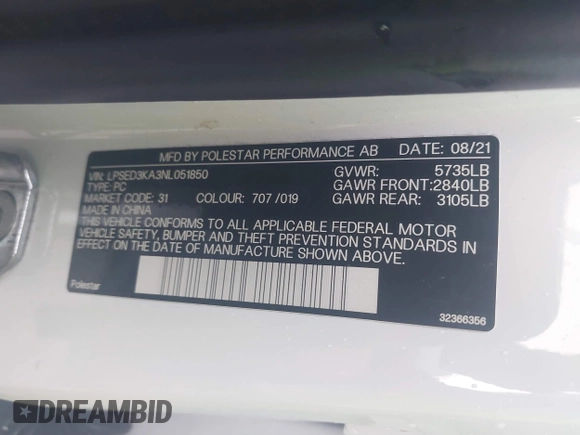 MFD BY POLESTAR PERFORMANCE AB DATE: 08/21
VIN: LPSED3KA3NL051850 GVWR: 5735LB
TYPE: PC GAWR FRONT:2840LB
MARKET CODE: 31 COLOUR: 707 /019 GAWR REAR: 3105LB
MADE IN CHINA
THIS VEHICLE CONFORMS TO ALL APPLICABLE FEDERAL MOTOR
VEHICLE SAFETY, BUMPER AND THEFT PREVENTION STANDARDS IN
EFFECT ON THE DATE OF MANUFACTURE SHOWN ABOVE.
Polestar
32366356
DREAMBID